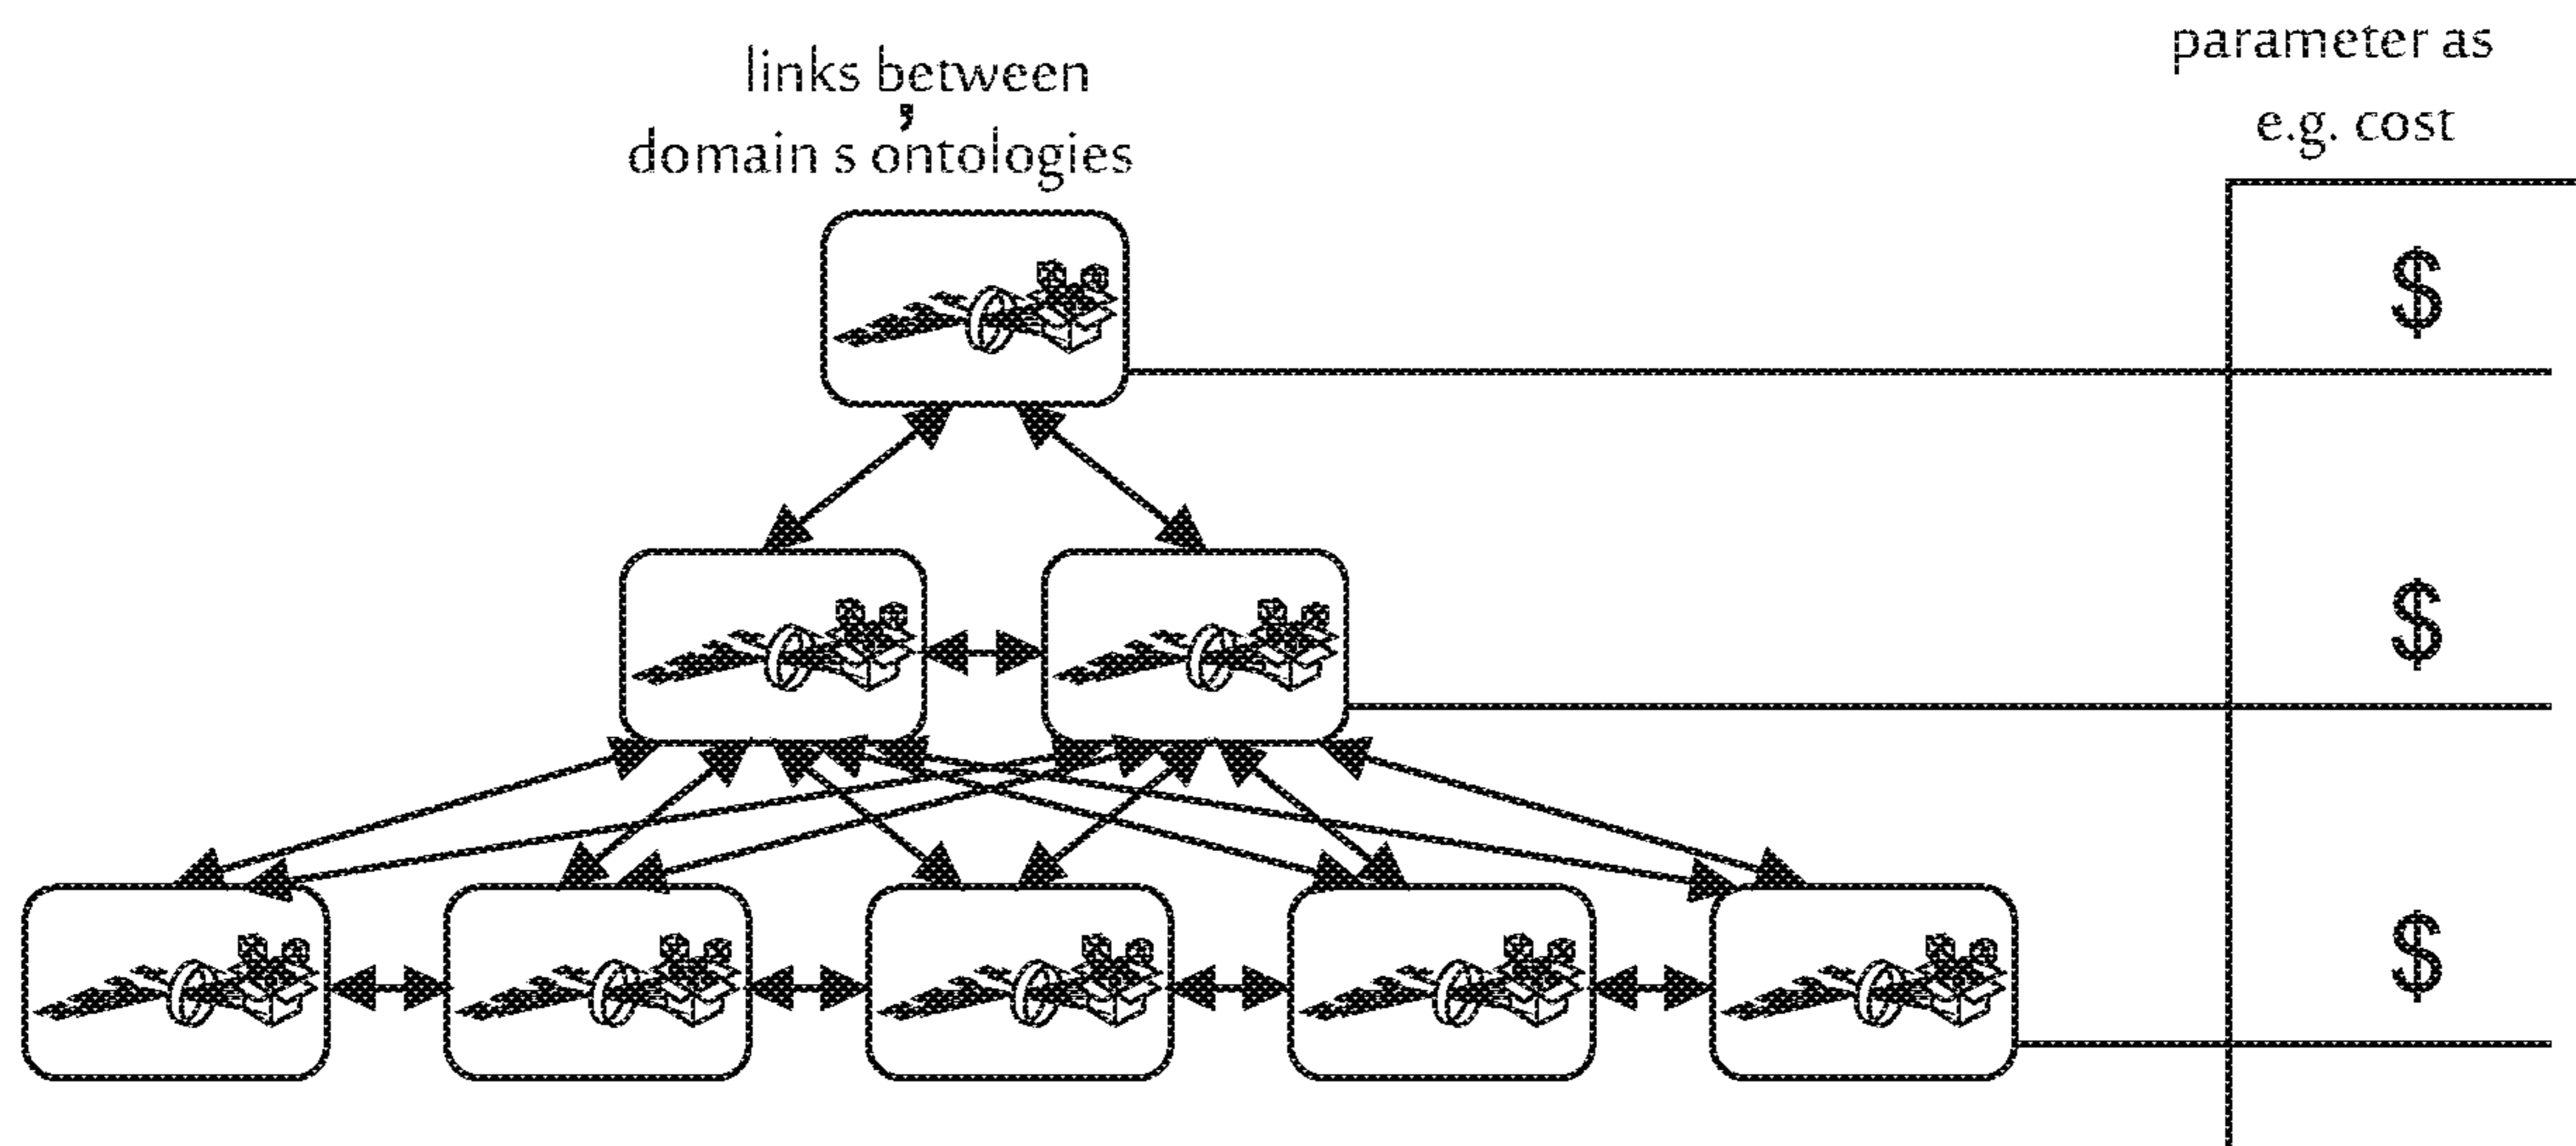 links between
domain's ontologies
parameter as
e.g. cost
$
$
$